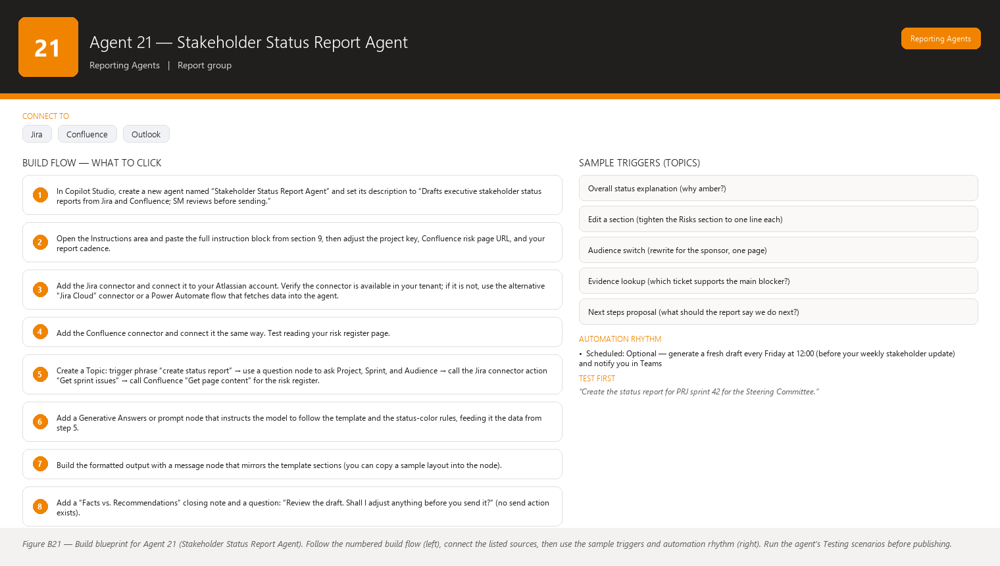 21
Agent 21 — Stakeholder Status Report Agent
Reporting Agents | Report group
Reporting Agents
CONNECT TO
Jira
Confluence
Outlook
BUILD FLOW — WHAT TO CLICK
1
In Copilot Studio, create a new agent named “Stakeholder Status Report Agent” and set its description to “Drafts executive stakeholder status
reports from Jira and Confluence; SM reviews before sending.”
2
Open the Instructions area and paste the full instruction block from section 9, then adjust the project key, Confluence risk page URL, and your
report cadence.
3
Add the Jira connector and connect it to your Atlassian account. Verify the connector is available in your tenant; if it is not, use the alternative
“Jira Cloud” connector or a Power Automate flow that fetches data into the agent.
4
Add the Confluence connector and connect it the same way. Test reading your risk register page.
5
Create a Topic: trigger phrase “create status report” → use a question node to ask Project, Sprint, and Audience → call the Jira connector action
“Get sprint issues” → call Confluence “Get page content” for the risk register.
6
Add a Generative Answers or prompt node that instructs the model to follow the template and the status-color rules, feeding it the data from
step 5.
7
Build the formatted output with a message node that mirrors the template sections (you can copy a sample layout into the node).
8
Add a “Facts vs. Recommendations” closing note and a question: “Review the draft. Shall I adjust anything before you send it?” (no send action
exists).
SAMPLE TRIGGERS (TOPICS)
Overall status explanation (why amber?)
Edit a section (tighten the Risks section to one line each)
Audience switch (rewrite for the sponsor, one page)
Evidence lookup (which ticket supports the main blocker?)
Next steps proposal (what should the report say we do next?)
AUTOMATION RHYTHM
• Scheduled: Optional — generate a fresh draft every Friday at 12:00 (before your weekly stakeholder update)
and notify you in Teams
TEST FIRST
“Create the status report for PRJ sprint 42 for the Steering Committee.”
Figure B21 — Build blueprint for Agent 21 (Stakeholder Status Report Agent). Follow the numbered build flow (left), connect the listed sources, then use the sample triggers and automation rhythm (right). Run the agent's Testing scenarios before publishing.